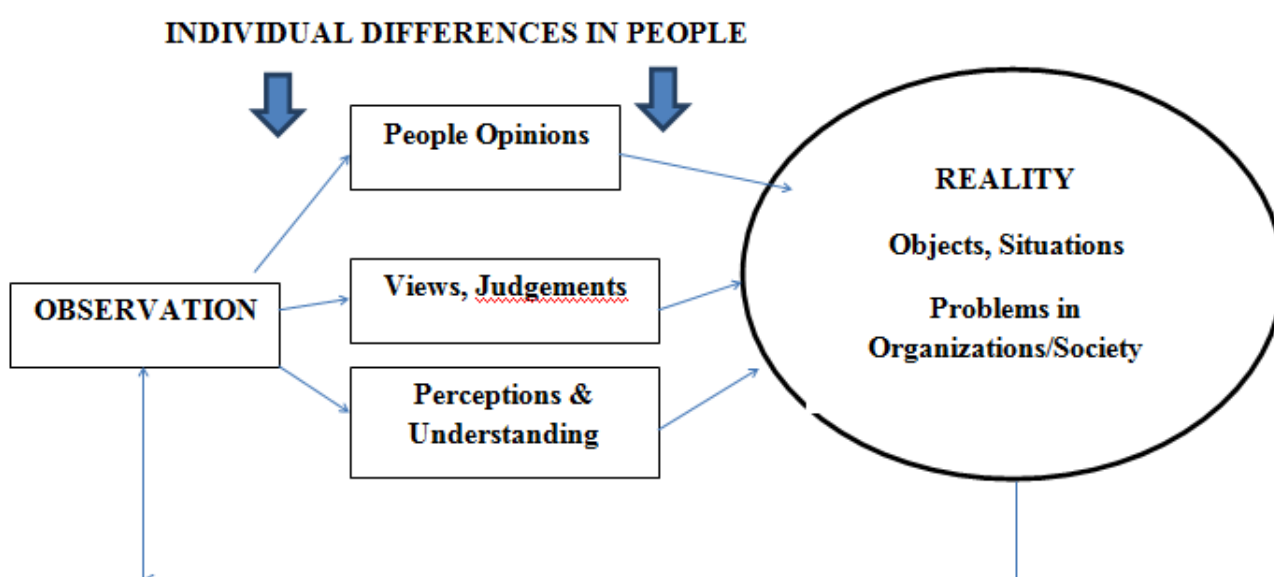 INDIVIDUAL DIFFERENCES IN PEOPLE
People Opinions
REALITY
Objects, Situations
Views, Judgements
OBSERVATION
Problems in
Organizations/Society
Perceptions &
Understanding